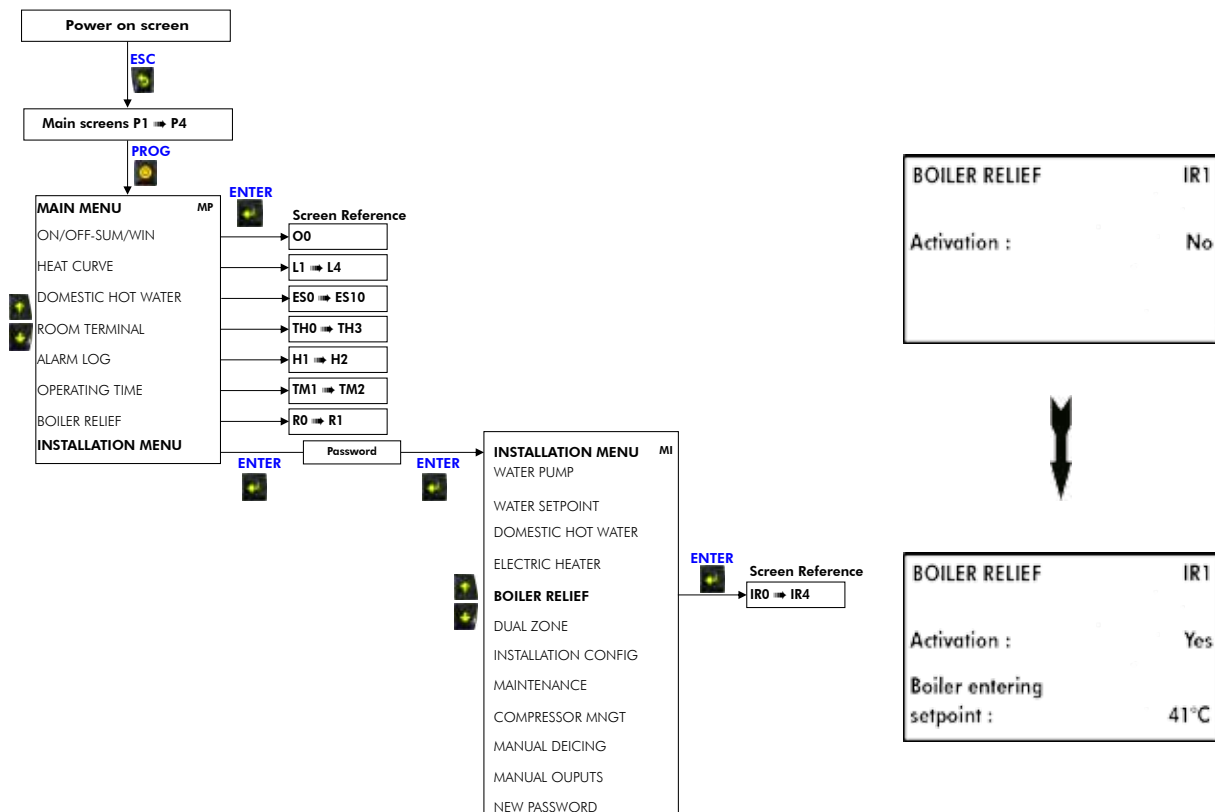 Power on screen
ESC
Main screens P1 ➠ P4
PROG
MAIN MENU MP
ON/OFF-SUM/WIN
HEAT CURVE
DOMESTIC HOT WATER
ROOM TERMINAL
ALARM LOG
OPERATING TIME
BOILER RELIEF
INSTALLATION MENU
ENTER
Screen Reference
O0
L1 ➠ L4
ES0 ➠ ES10
TH0 ➠ TH3
H1 ➠ H2
TM1 ➠ TM2
R0 ➠ R1
ENTER
Password
ENTER
INSTALLATION MENU MI
WATER PUMP
WATER SETPOINT
DOMESTIC HOT WATER
ELECTRIC HEATER
BOILER RELIEF
DUAL ZONE
INSTALLATION CONFIG
MAINTENANCE
COMPRESSOR MNGT
MANUAL DEICING
MANUAL OUPUTS
NEW PASSWORD
ENTER
Screen Reference
IR0 ➠ IR4
BOILER RELIEF IR1
Activation : No
BOILER RELIEF IR1
Activation : Yes
Boiler entering
setpoint : 41°C